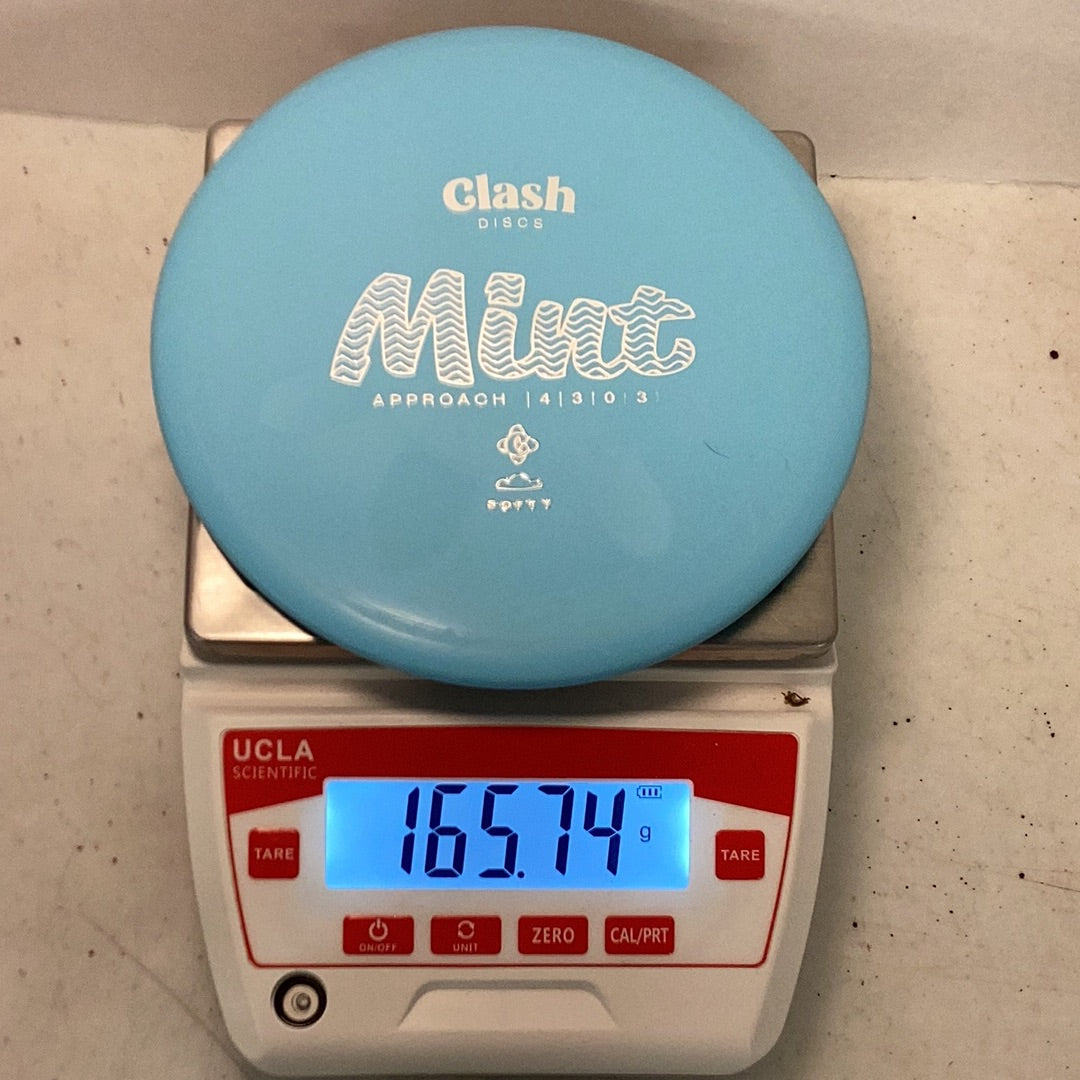 Clash
DISCS
Mint
APPROACH |4|3|0|3|
SOFTY
UCLA
SCIENTIFIC
165.74 g
TARE
TARE
ON/OFF
UNIT
ZERO
CAL/PRT